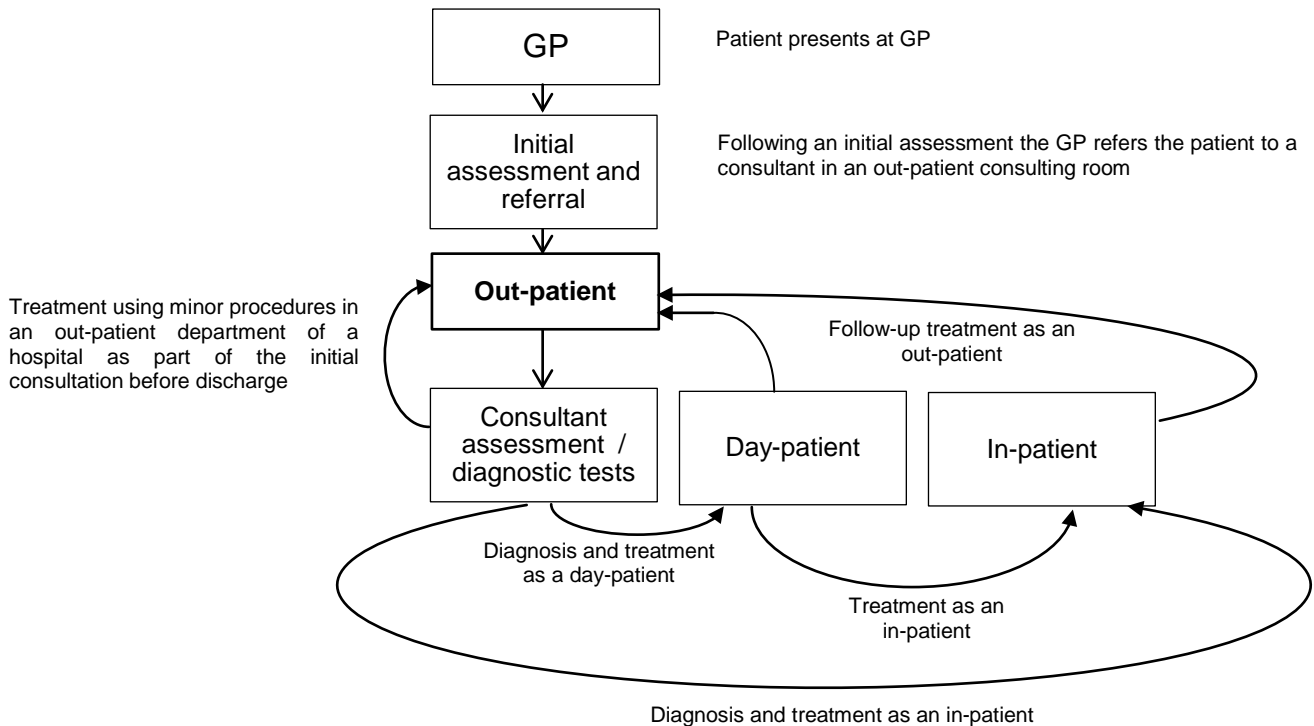 GP
Patient presents at GP
Initial
assessment and
referral
Following an initial assessment the GP refers the patient to a
consultant in an out-patient consulting room
Out-patient
Treatment using minor procedures in
an out-patient department of a
hospital as part of the initial
consultation before discharge
Follow-up treatment as an
out-patient
Consultant
assessment /
diagnostic tests
Day-patient
In-patient
Diagnosis and treatment
as a day-patient
Treatment as an
in-patient
Diagnosis and treatment as an in-patient